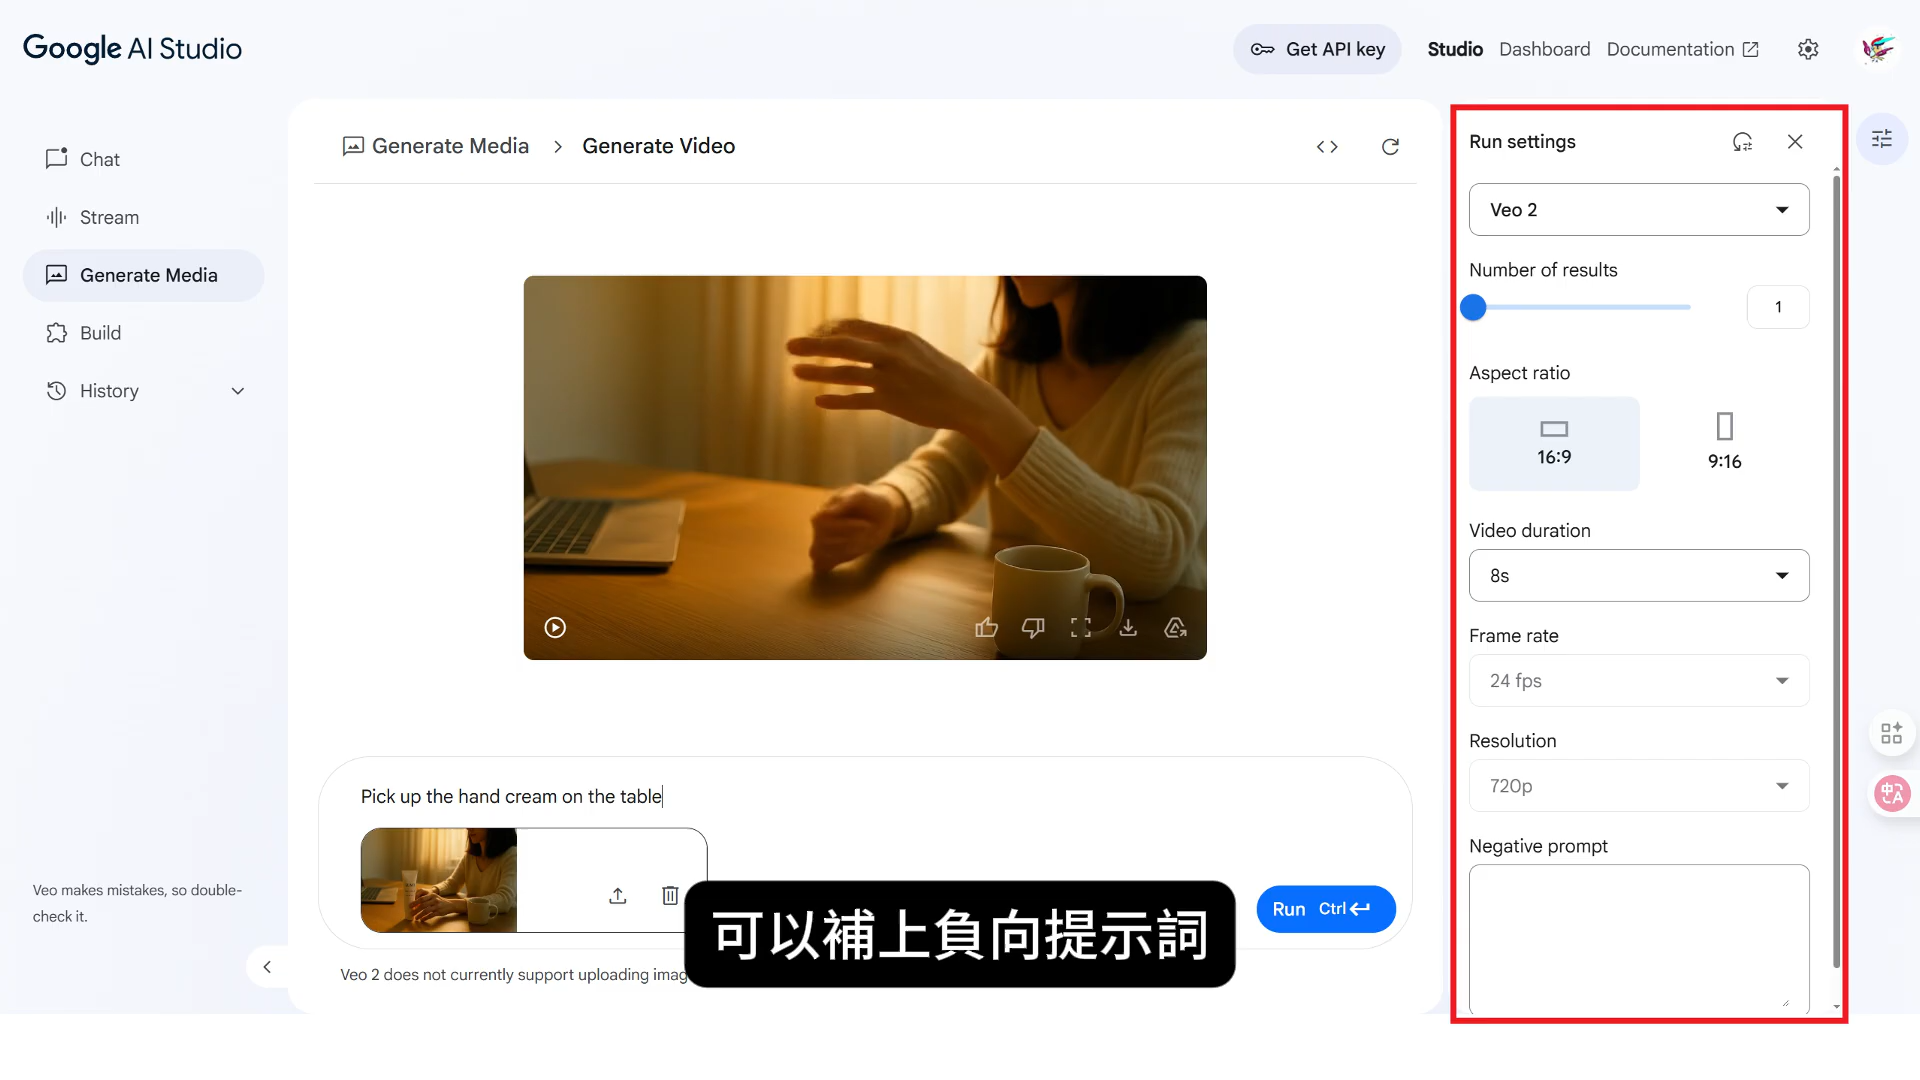 Google AI Studio
Get API key
Studio
Dashboard
Documentation
Chat
Stream
Generate Media
Build
History
Veo makes mistakes, so double-
check it.
Generate Media > Generate Video
Pick up the hand cream on the table
Run Ctrl
Veo 2 does not currently support uploading imag
可以補上負向提示詞
Run settings
Veo 2
Number of results
1
Aspect ratio
16:9
9:16
Video duration
8s
Frame rate
24 fps
Resolution
720p
Negative prompt
中A